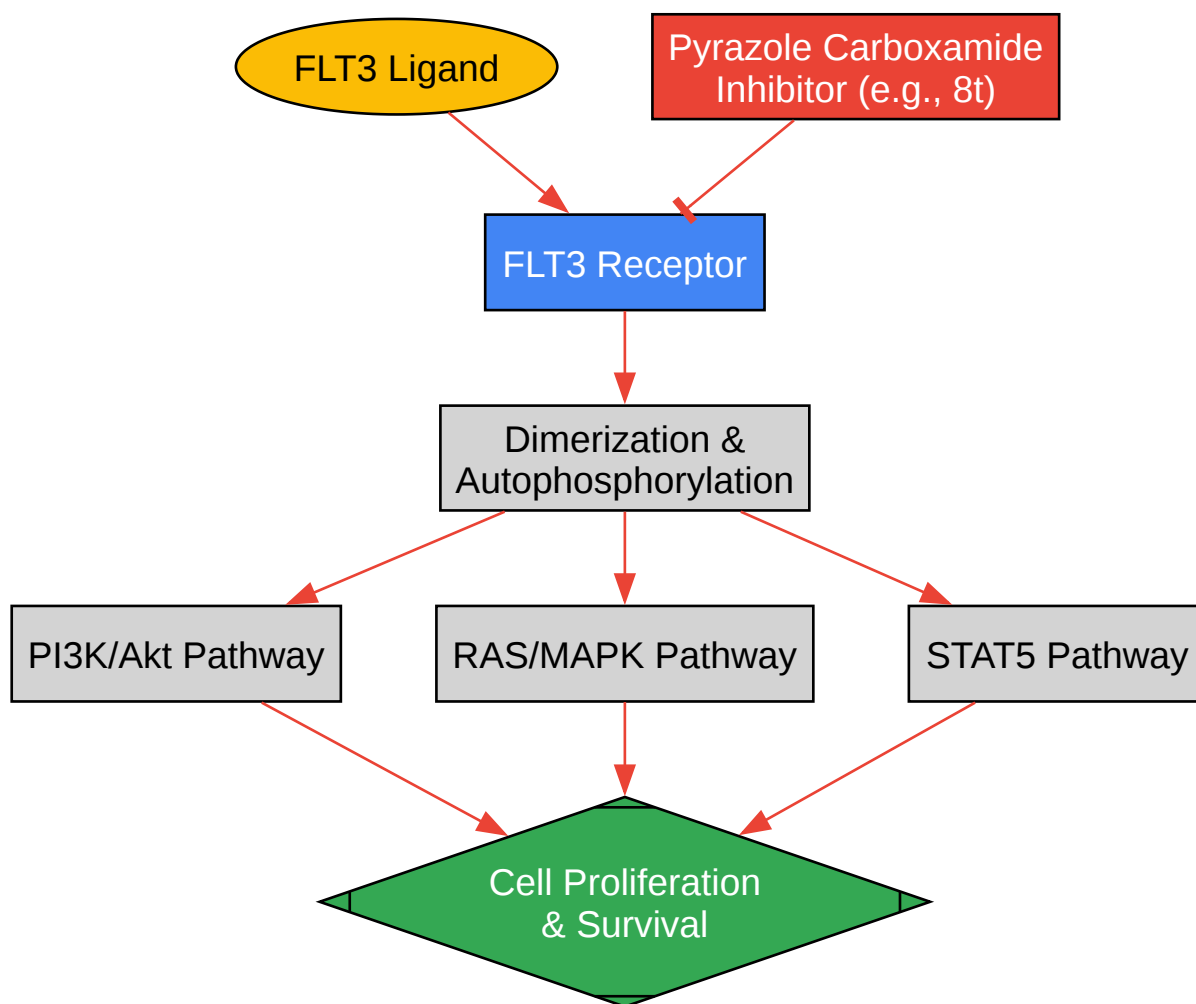 FLT3 Ligand
Pyrazole Carboxamide
Inhibitor (e.g., 8t)
FLT3 Receptor
Dimerization &
Autophosphorylation
PI3K/Akt Pathway
RAS/MAPK Pathway
STAT5 Pathway
Cell Proliferation
& Survival